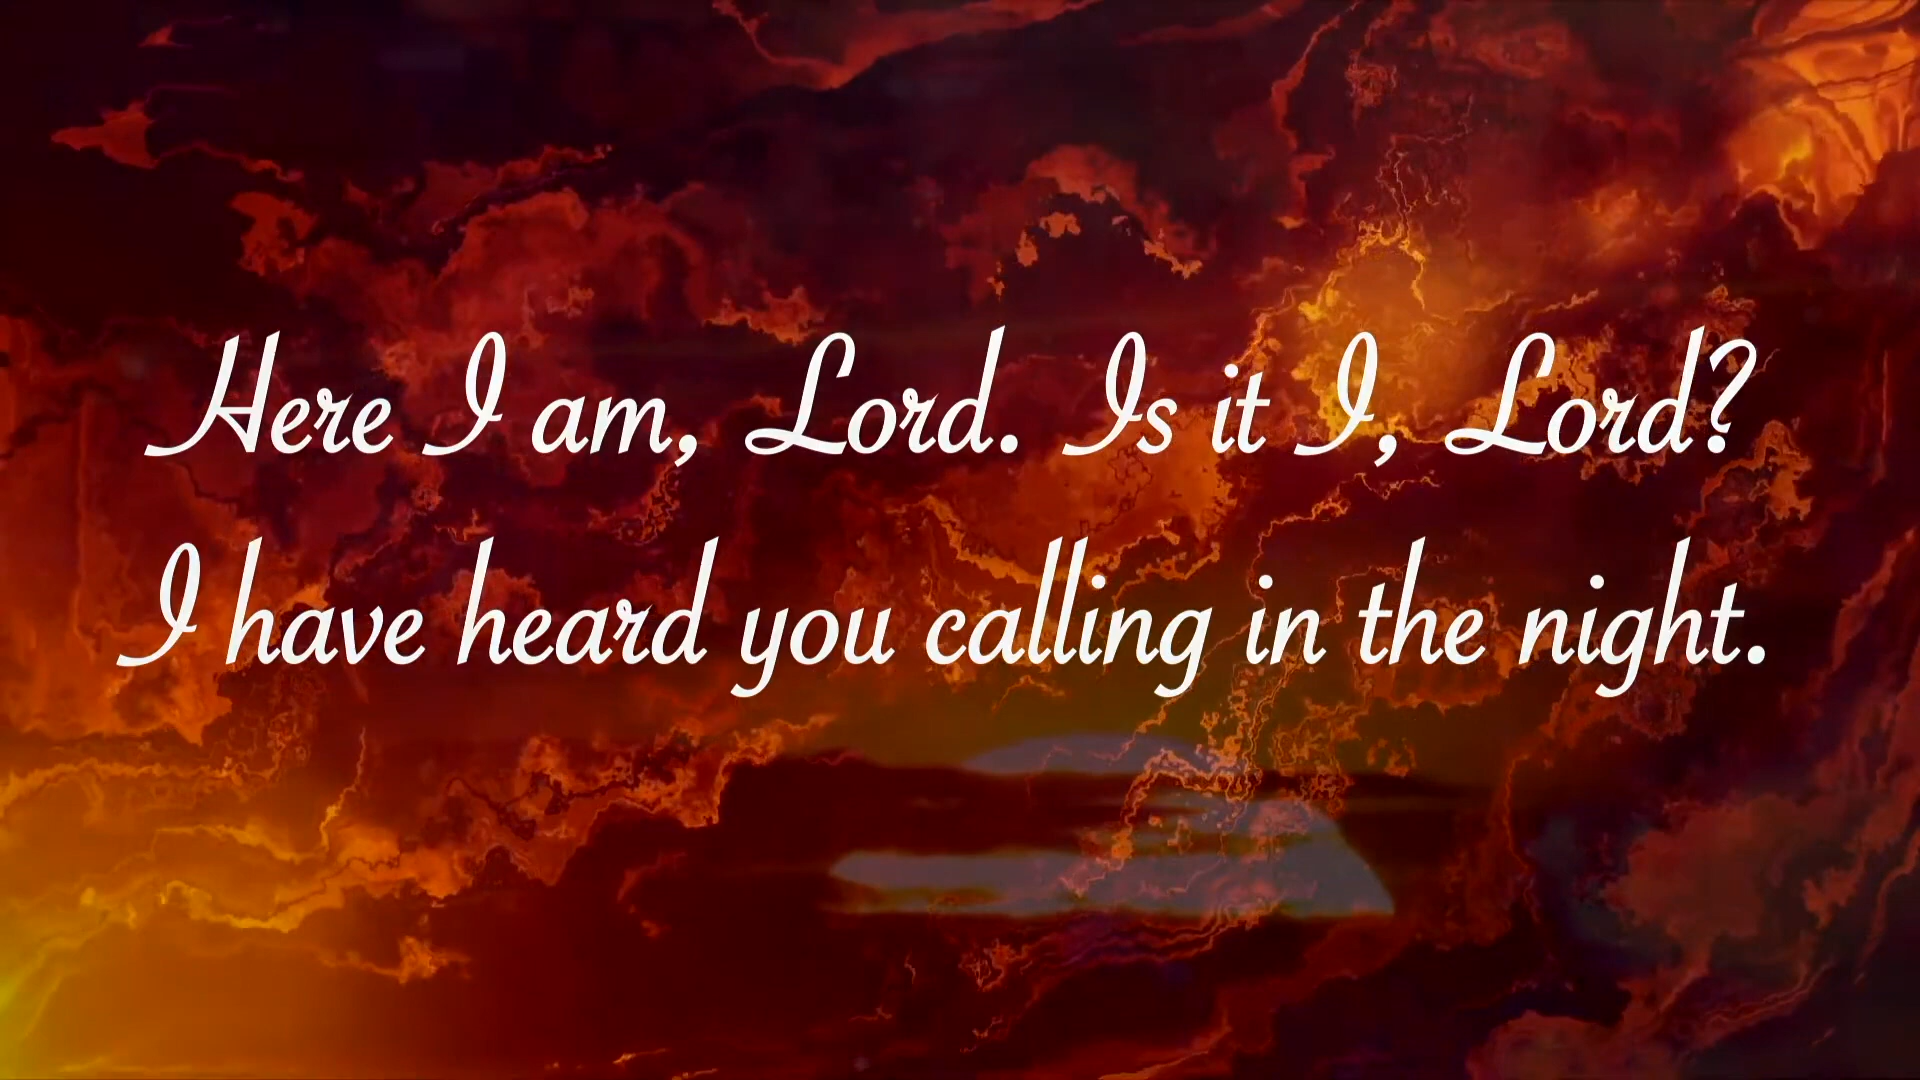 Here I am, Lord. Is it I, Lord?
I have heard you calling in the night.